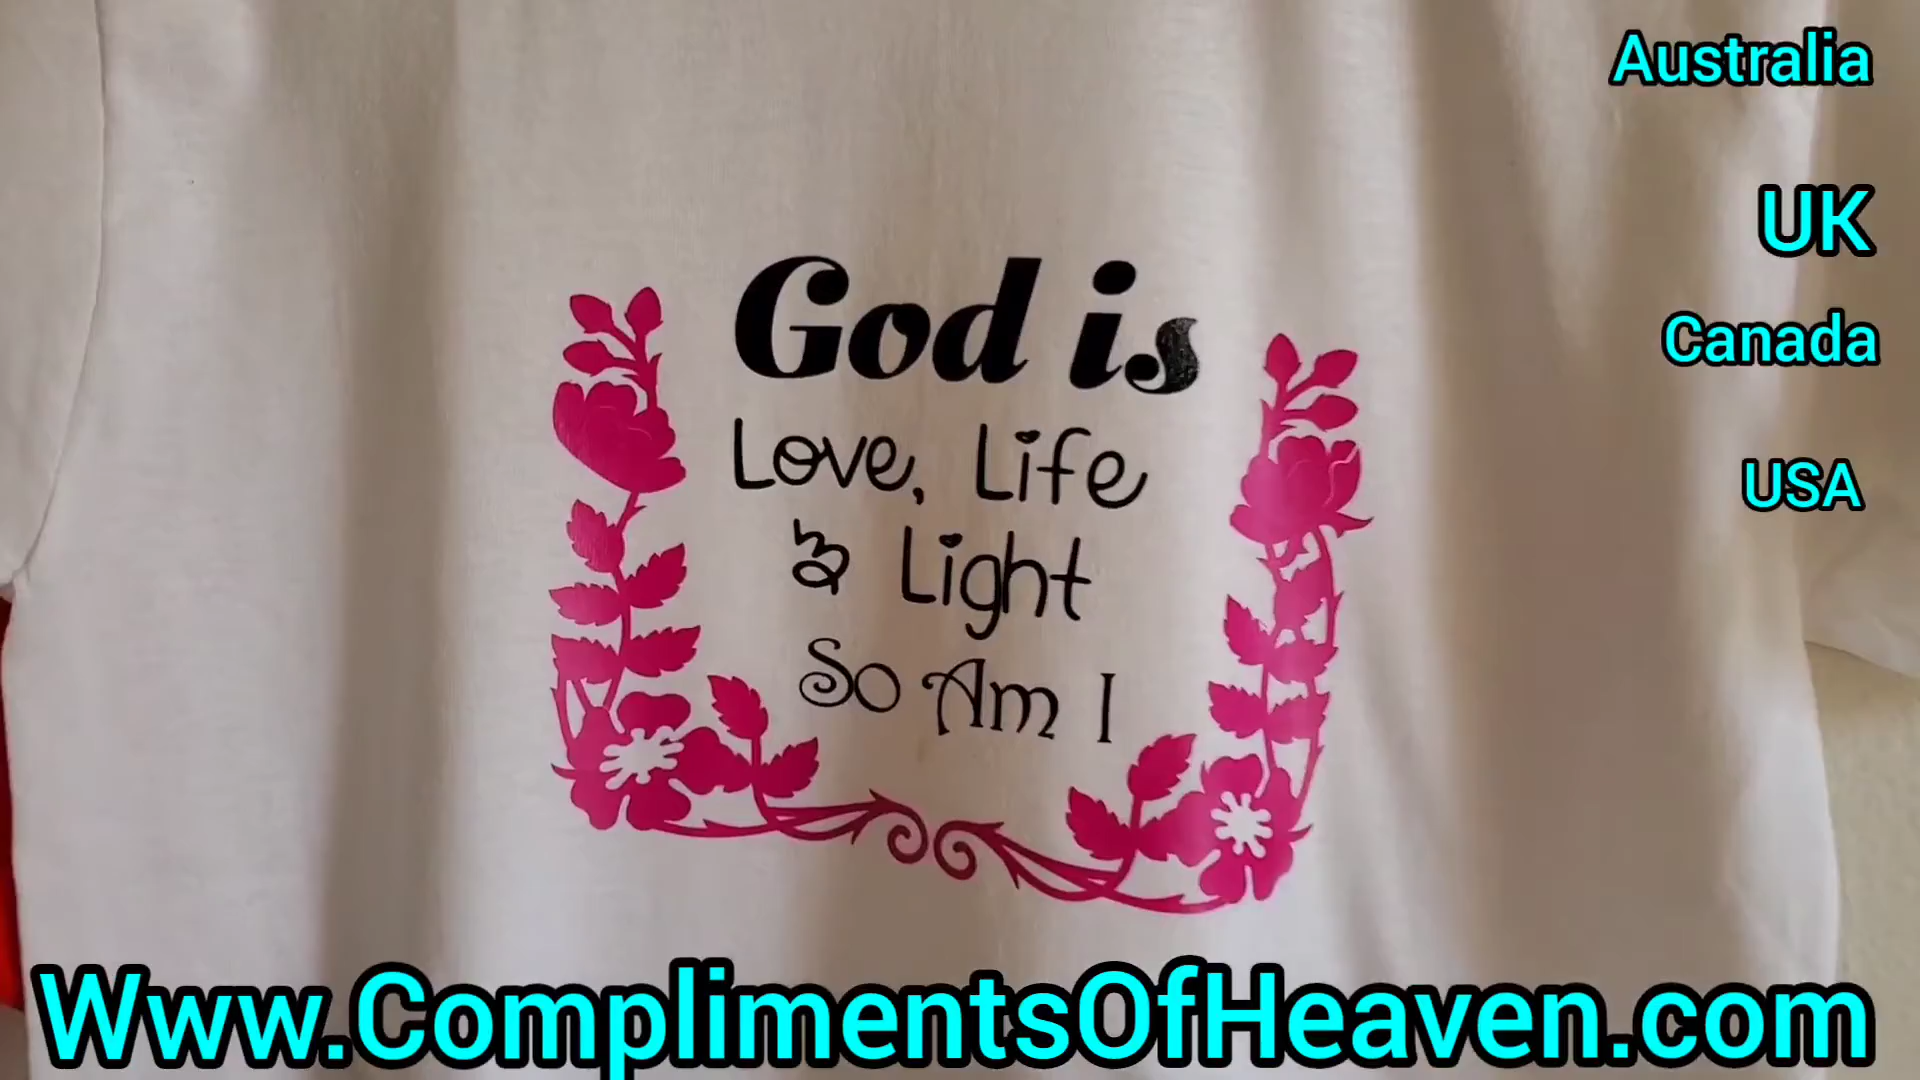 Australia
UK
Canada
USA
God is
Love, Life
& Light
So Am I
Www.ComplimentsOfHeaven.com